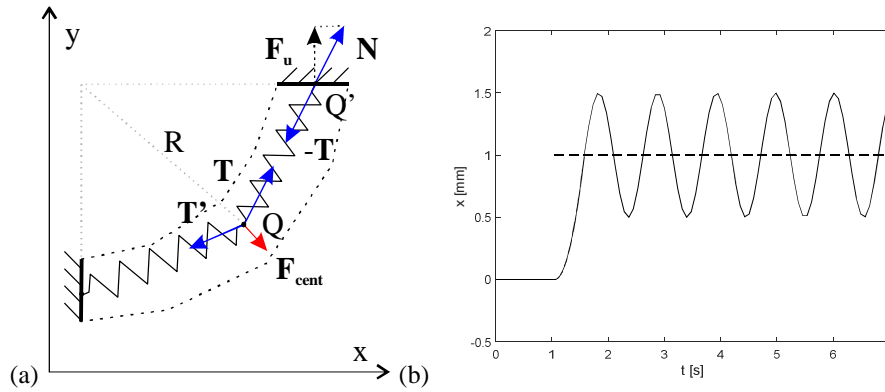 y
F_u
N
Q'
R
T
-T
T'
Q
F_cent
x
(a)
2
1.5
1
0.5
0
-0.5
x [mm]
0 1 2 3 4 5 6
t [s]
(b)